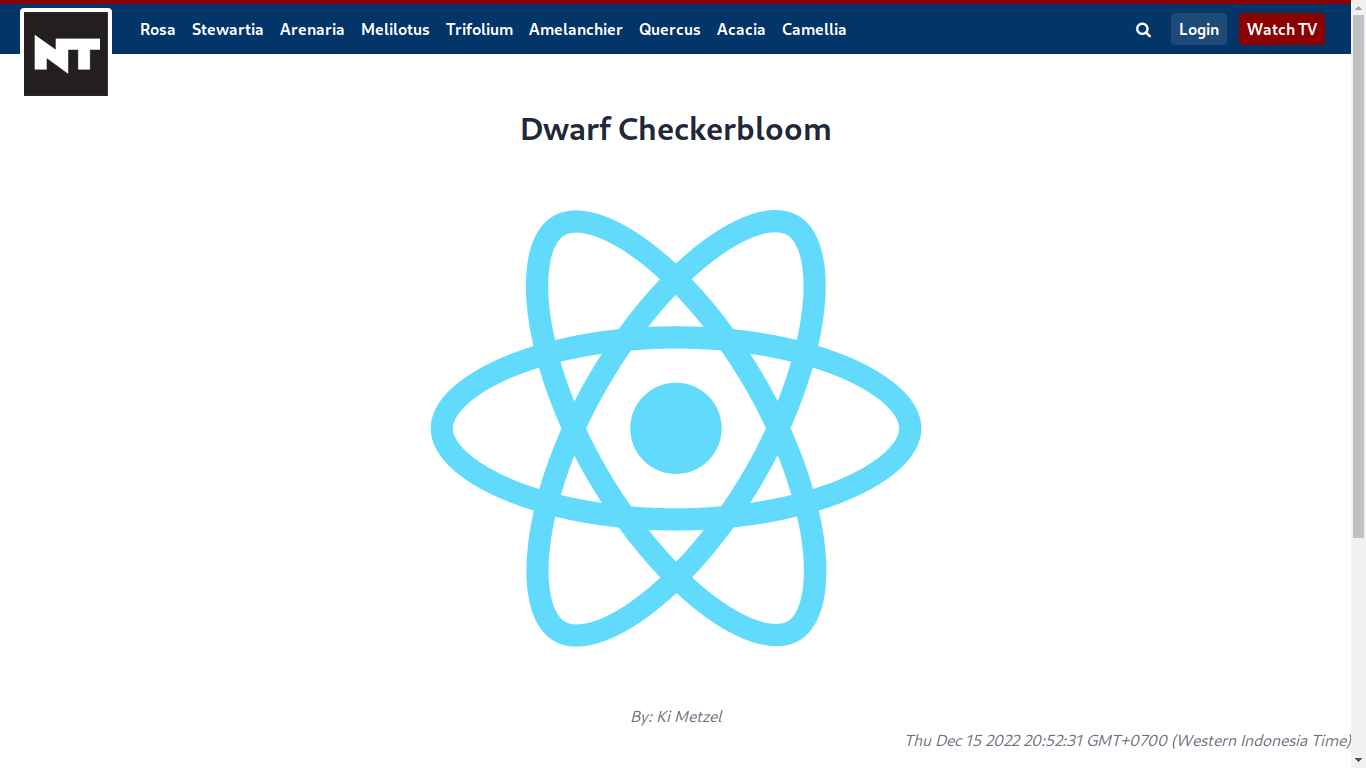 NT Rosa Stewartia Arenaria Melilotus Trifolium Amelanchier Quercus Acacia Camellia Login Watch TV
Dwarf Checkerbloom
By: Ki Metzel
Thu Dec 15 2022 20:52:31 GMT+0700 (Western Indonesia Time)